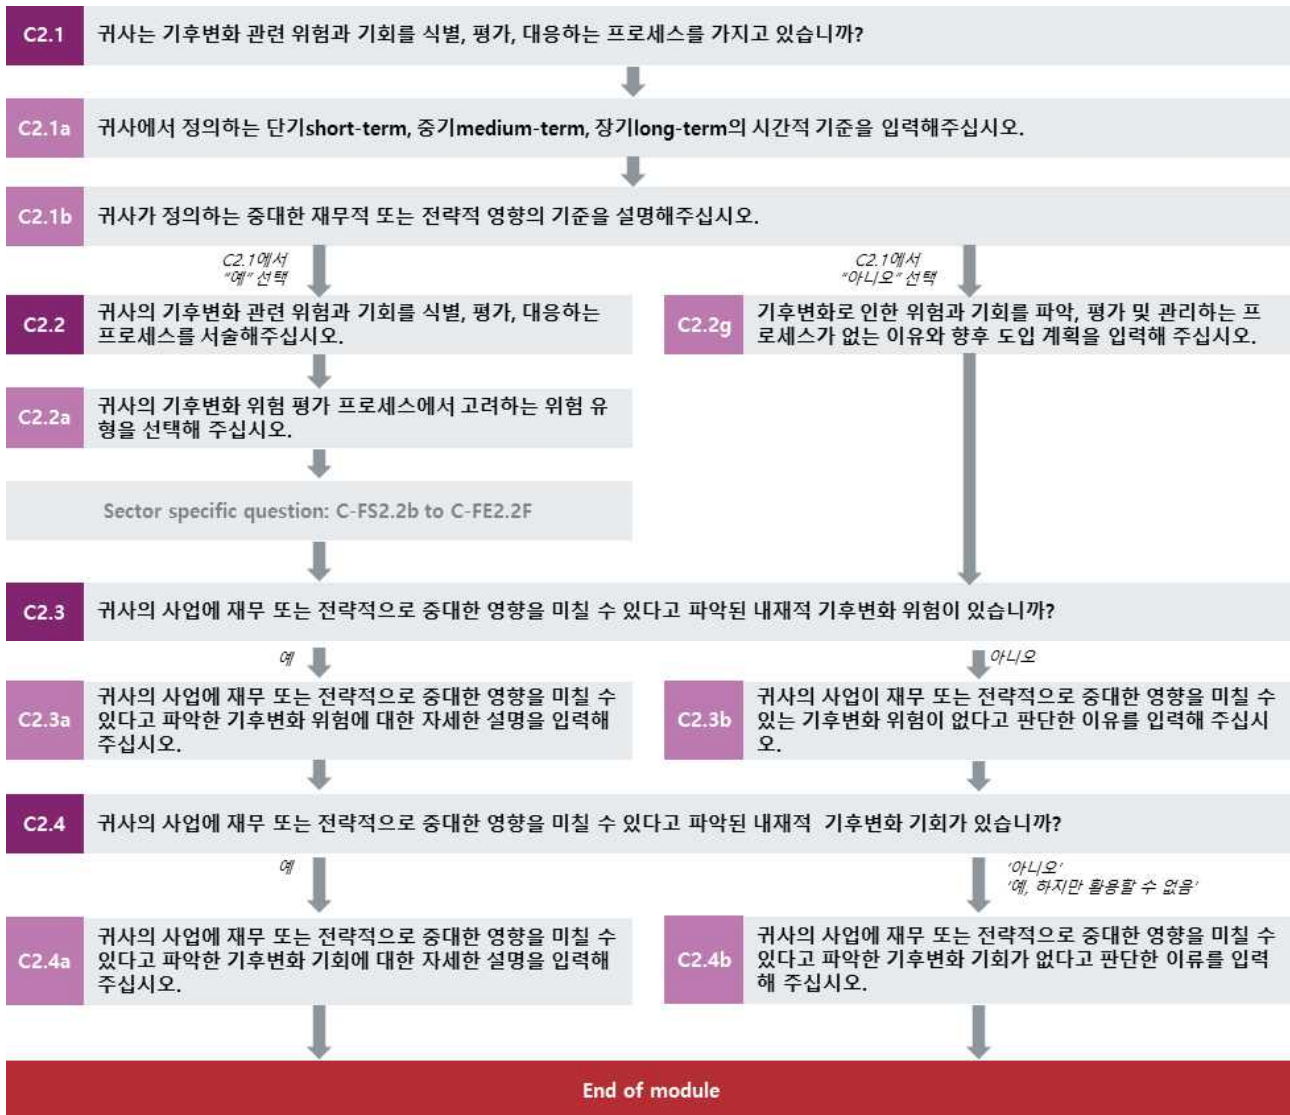 C2.1 귀사는 기후변화 관련 위험과 기회를 식별, 평가, 대응하는 프로세스를 가지고 있습니까?
C2.1a 귀사에서 정의하는 단기short-term, 중기medium-term, 장기long-term의 시간적 기준을 입력해주십시오.
C2.1b 귀사가 정의하는 중대한 재무적 또는 전략적 영향의 기준을 설명해주십시오.
C2.1에서
"예" 선택
C2.1에서
"아니오" 선택
C2.2
귀사의 기후변화 관련 위험과 기회를 식별, 평가, 대응하는
프로세스를 서술해주십시오.
C2.2g
기후변화로 인한 위험과 기회를 파악, 평가 및 관리하는 프
로세스가 없는 이유와 향후 도입 계획을 입력해 주십시오.
C2.2a
귀사의 기후변화 위험 평가 프로세스에서 고려하는 위험 유
형을 선택해 주십시오.
Sector specific question: C-FS2.2b to C-FE2.2F
C2.3 귀사의 사업에 재무 또는 전략적으로 중대한 영향을 미칠 수 있다고 파악된 내재적 기후변화 위험이 있습니까?
예
아니오
C2.3a
귀사의 사업에 재무 또는 전략적으로 중대한 영향을 미칠 수
있다고 파악한 기후변화 위험에 대한 자세한 설명을 입력해
주십시오.
C2.3b
귀사의 사업이 재무 또는 전략적으로 중대한 영향을 미칠 수
있는 기후변화 위험이 없다고 판단한 이유를 입력해 주십시
오.
C2.4 귀사의 사업에 재무 또는 전략적으로 중대한 영향을 미칠 수 있다고 파악된 내재적 기후변화 기회가 있습니까?
예
'아니오'
'예, 하지만 활용할 수 없음'
C2.4a
귀사의 사업에 재무 또는 전략적으로 중대한 영향을 미칠 수
있다고 파악한 기후변화 기회에 대한 자세한 설명을 입력해
주십시오.
C2.4b
귀사의 사업에 재무 또는 전략적으로 중대한 영향을 미칠 수
있다고 파악한 기후변화 기회가 없다고 판단한 이류를 입력
해 주십시오.
End of module